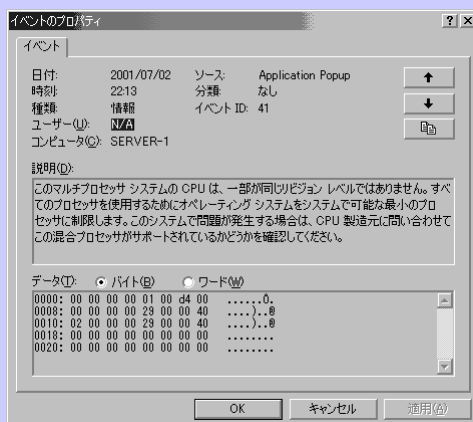 イベントのプロパティ
イベント
日付: 2001/07/02 ソース: Application Popup
時刻: 22:13 分類: なし
種類: 情報 イベント ID: 41
ユーザー(U): N/A
コンピュータ(C): SERVER-1
説明(D):
このマルチプロセッサ システムの CPU は、一部が同じリビジョン レベルではありません。すべ
てのプロセッサを使用するためにオペレーティング システムをシステムで可能な最小のプロ
セッサに制限します。このシステムで問題が発生する場合は、CPU 製造元に問い合わせて
この混合プロセッサがサポートされているかどうかを確認してください。
データ(T): バイト(B) ワード(W)
0000: 00 00 00 00 01 00 d4 00 ......Ô.
0008: 00 00 00 00 29 00 00 40 ....)..@
0010: 02 00 00 00 29 00 00 40 ....)..@
0018: 00 00 00 00 00 00 00 00 ........
0020: 00 00 00 00 00 00 00 00 ........
OK キャンセル 適用(A)